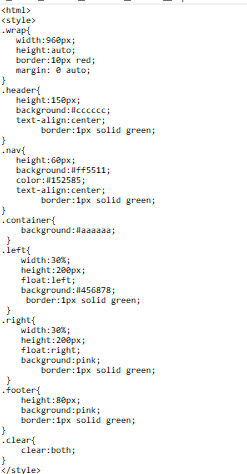 <html>
<style>
.wrap{
width:960px;
height:auto;
border:10px red;
margin: 0 auto;
}
.header{
height:150px;
background:#cccccc;
text-align:center;
border:1px solid green;
}
.nav{
height:60px;
background:#ff5511;
color:#152585;
text-align:center;
border:1px solid green;
}
.container{
background:#aaaaaa;
}
.left{
width:30%;
height:200px;
float:left;
background:#456878;
border:1px solid green;
}
.right{
width:30%;
height:200px;
float:right;
background:pink;
border:1px solid green;
}
.footer{
height:80px;
background:pink;
border:1px solid green;
}
.clear{
clear:both;
}
</style>